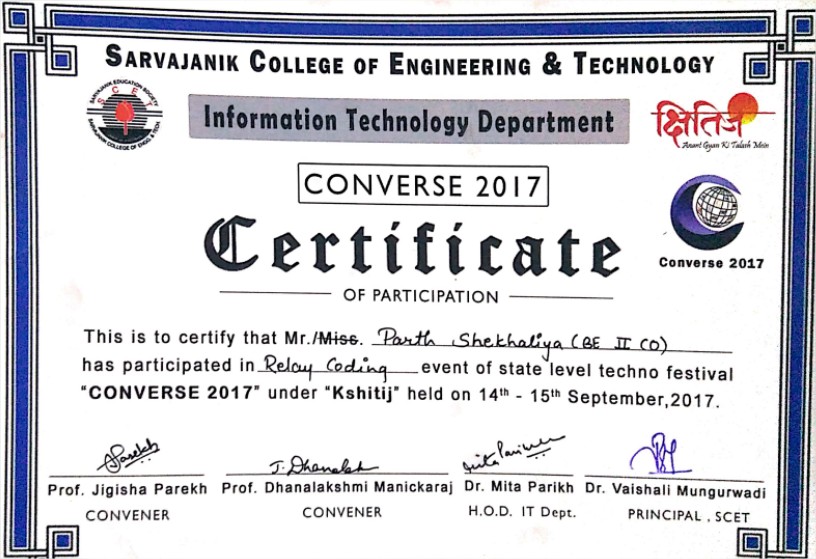 SARVAJANIK COLLEGE OF ENGINEERING & TECHNOLOGY
SARVAJANIK EDUCATION SOCIETY
SCET
SARVAJANIK COLLEGE OF ENGG. & TECH.
Information Technology Department
क्षितिज
Anant Gyan Ki Talash Mein
CONVERSE 2017
Certificate
OF PARTICIPATION
Converse 2017
This is to certify that Mr./Miss. Parth Shekhaliya (BE II CO)
has participated in Relay Coding event of state level techno festival
"CONVERSE 2017" under "Kshitij" held on 14th - 15th September,2017.
J. Dhanalak
Prof. Jigisha Parekh Prof. Dhanalakshmi Manickaraj Dr. Mita Parikh Dr. Vaishali Mungurwadi
CONVENER CONVENER H.O.D. IT Dept. PRINCIPAL , SCET